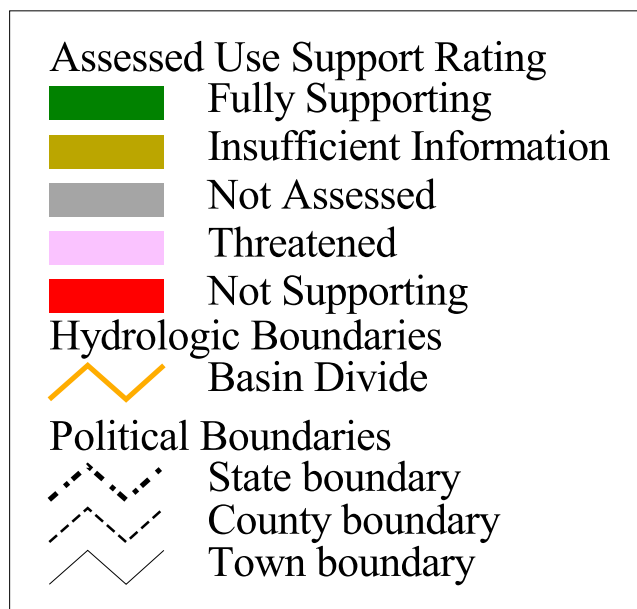 Assessed Use Support Rating
Fully Supporting
Insufficient Information
Not Assessed
Threatened
Not Supporting
Hydrologic Boundaries
Basin Divide
Political Boundaries
State boundary
County boundary
Town boundary